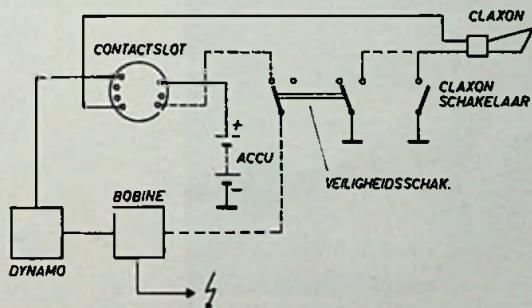 CLAXON
CONTACTSLOT
CLAXON
SCHAKELAAR
+
ACCU
-
VEILIGHEIDSSCHAK.
BOBINE
DYNAMO